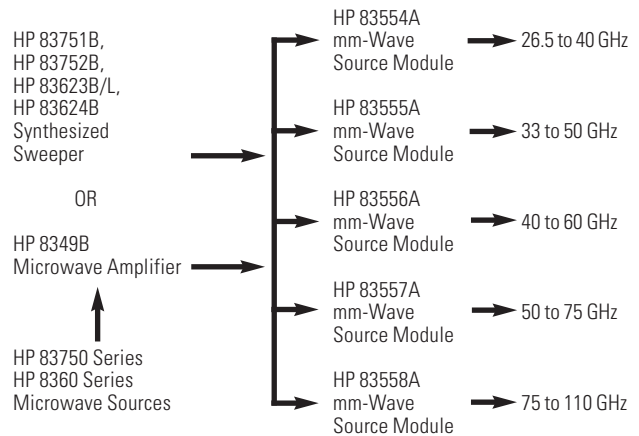 HP 83751B,
HP 83752B,
HP 83623B/L,
HP 83624B
Synthesized
Sweeper
OR
HP 8349B
Microwave Amplifier
HP 83750 Series
HP 8360 Series
Microwave Sources
HP 83554A
mm-Wave
Source Module
26.5 to 40 GHz
HP 83555A
mm-Wave
Source Module
33 to 50 GHz
HP 83556A
mm-Wave
Source Module
40 to 60 GHz
HP 83557A
mm-Wave
Source Module
50 to 75 GHz
HP 83558A
mm-Wave
Source Module
75 to 110 GHz